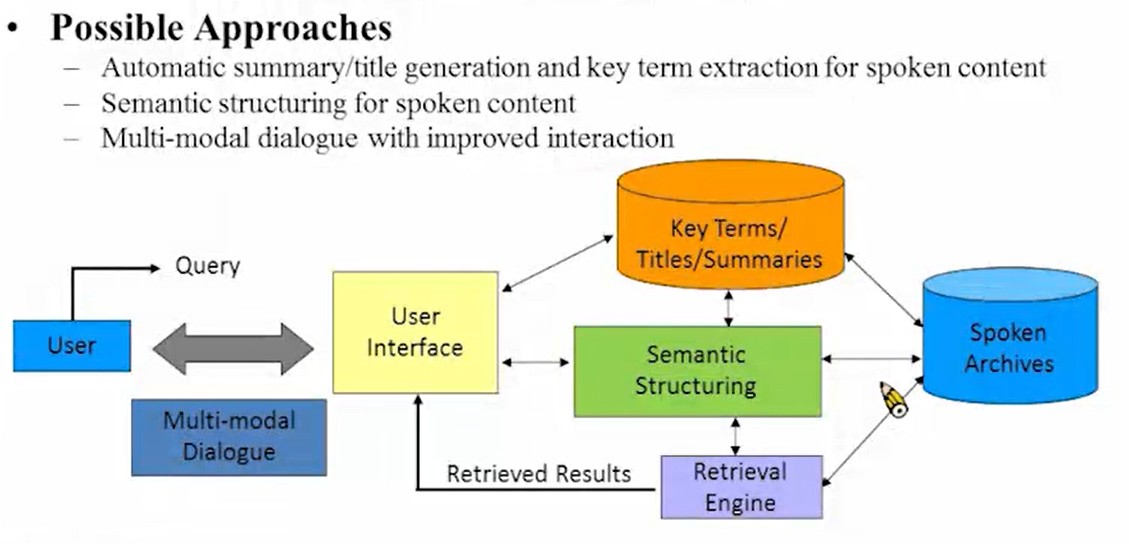 • Possible Approaches
– Automatic summary/title generation and key term extraction for spoken content
– Semantic structuring for spoken content
– Multi-modal dialogue with improved interaction
Key Terms/
Titles/Summaries
Query
User
Interface
User
Semantic
Structuring
Spoken
Archives
Multi-modal
Dialogue
Retrieved Results
Retrieval
Engine